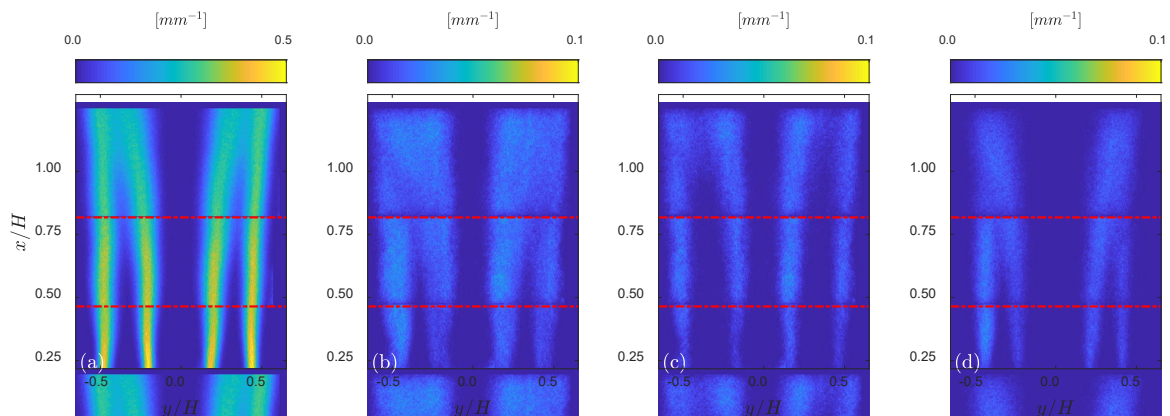 [mm⁻¹] [mm⁻¹] [mm⁻¹] [mm⁻¹]
0.0 0.5 0.0 0.1 0.0 0.1 0.0 0.1
1.00 1.00 1.00 1.00
x/H
0.75 0.75 0.75 0.75
0.50 0.50 0.50 0.50
0.25 0.25 0.25 0.25
(a) (b) (c) (d)
-0.5 0.0 0.5 -0.5 0.0 0.5 -0.5 0.0 0.5 -0.5 0.0 0.5
y/H y/H y/H y/H